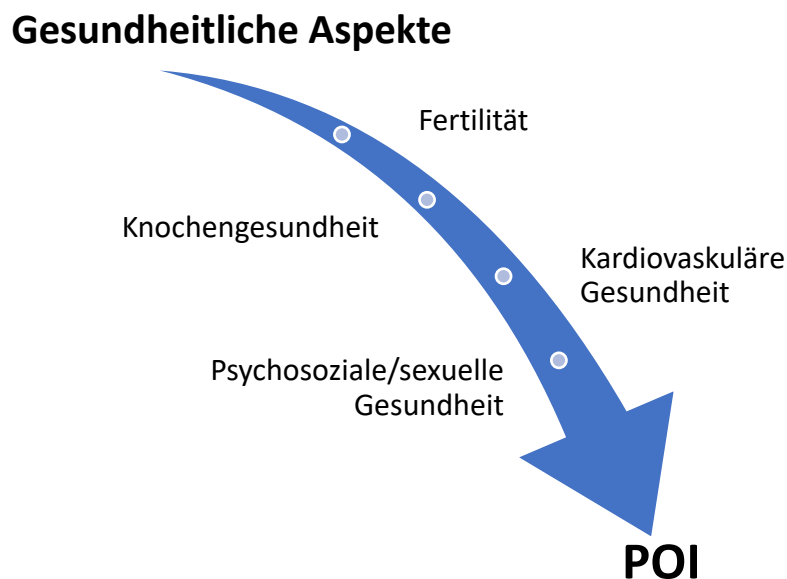 Gesundheitliche Aspekte
Fertilität
Knochengesundheit
Kardiovaskuläre
Gesundheit
Psychosoziale/sexuelle
Gesundheit
POI